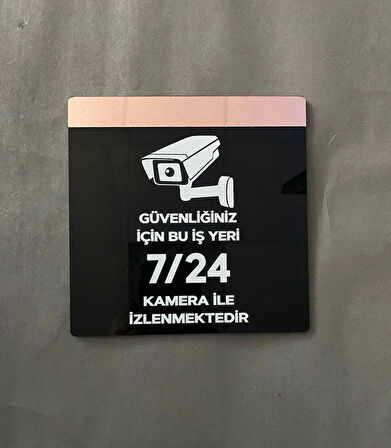 GÜVENLİĞİNİZ
İÇİN BU İŞ YERİ
7/24
KAMERA İLE
İZLENMEKTEDİR